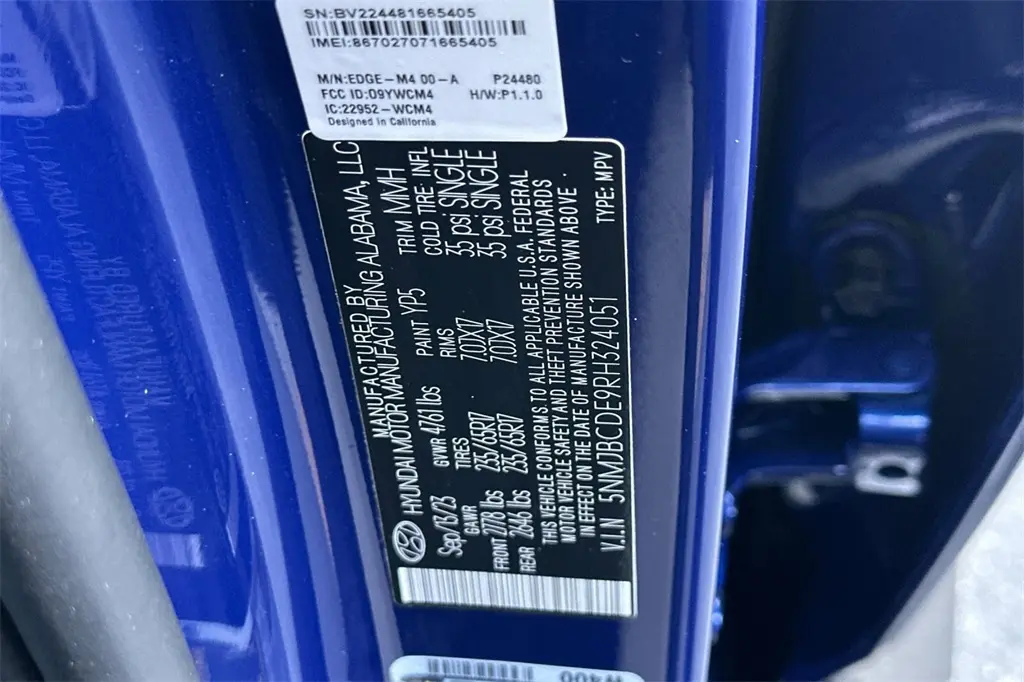 SN:BV224481665405
IMEI:867027071665405
M/N:EDGE-M4 00-A P24480
FCC ID:O9YWCM4 H/W:P1.1.0
IC:22952-WCM4
Designed in California
MANUFACTURED BY
HYUNDAI MOTOR MANUFACTURING ALABAMA, LLC
Sep/13/23 GVWR 4761 lbs PAINT YP5 TRIM MMH
GAWR TIRES RIMS COLD TIRE INFL
FRONT 2778 lbs 235/65R17 7.0JX17 35 psi SINGLE
REAR 2646 lbs 235/65R17 7.0JX17 35 psi SINGLE
THIS VEHICLE CONFORMS TO ALL APPLICABLE U.S.A. FEDERAL
MOTOR VEHICLE SAFETY AND THEFT PREVENTION STANDARDS
IN EFFECT ON THE DATE OF MANUFACTURE SHOWN ABOVE
V.I.N 5NMJBCDE9RH324051 TYPE: MPV
W400